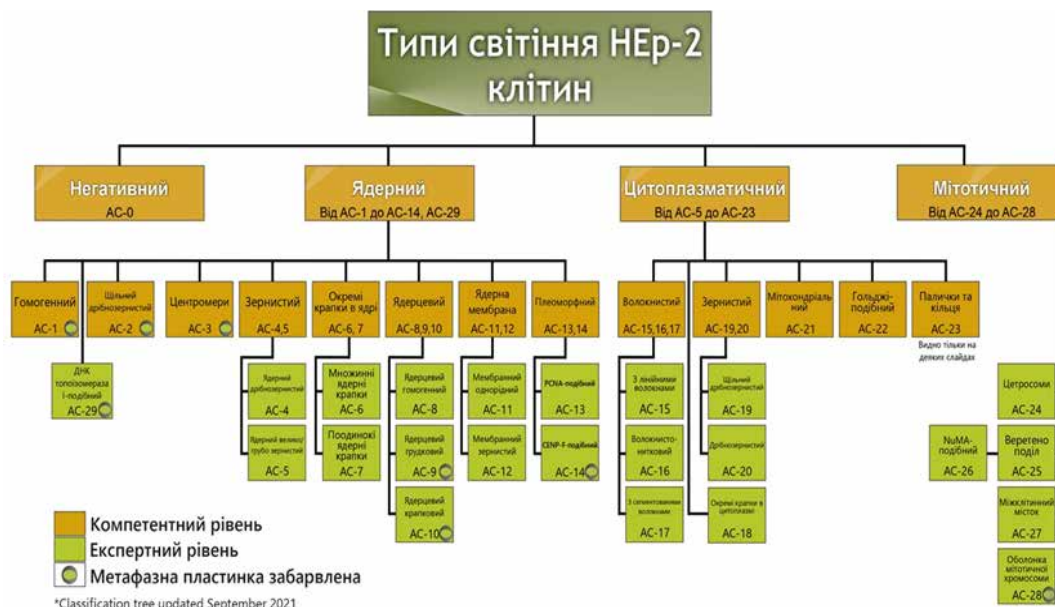 Типи світіння HEp-2
клітин
Негативний
AC-0
Ядерний
Від AC-1 до AC-14, AC-29
Цитоплазматичний
Від AC-5 до AC-23
Мітотичний
Від AC-24 до AC-28
Гомогенний
AC-1
Щільний
дрібнозернистий
AC-2
Центромери
AC-3
Зернистий
AC-4,5
Окремі
крапки в ядрі
AC-6, 7
Ядерцевий
AC-8,9,10
Ядерна
мембрана
AC-11,12
Плеоморфний
AC-13,14
Волокнистий
AC-15,16,17
Зернистий
AC-19,20
Мітохондріаль
ний
AC-21
Гольджі-
подібний
AC-22
Палички та
кільця
AC-23
Видно тільки на
деяких слайдах
ДНК
топоізомераза
I-подібний
AC-29
Ядерний
дрібнозернистий
AC-4
Ядерний велико/
грубо зернистий
AC-5
Множинні
ядерні
крапки
AC-6
Поодинокі
ядерні
крапки
AC-7
Ядерцевий
гомогенний
AC-8
Ядерцевий
грудковий
AC-9
Ядерцевий
крапковий
AC-10
Мембранний
однорідний
AC-11
Мембранний
зернистий
AC-12
PCNA-подібний
AC-13
CENP-F-подібний
AC-14
З лінійними
волокнами
AC-15
Волокнисто-
нитковий
AC-16
З сегментовними
волокнами
AC-17
Щільний
дрібнозернистий
AC-19
Дрібнозернистий
AC-20
Окремі крапки в
цитоплазмі
AC-18
Цетросоми
AC-24
NuMA-
подібний
AC-26
Веретено
поділ
AC-25
Міжклітинний
місток
AC-27
Оболонка
мітотичної
хромосоми
AC-28
Компетентний рівень
Експертний рівень
Метафазна пластинка забарвлена
*Classification tree updated September 2021